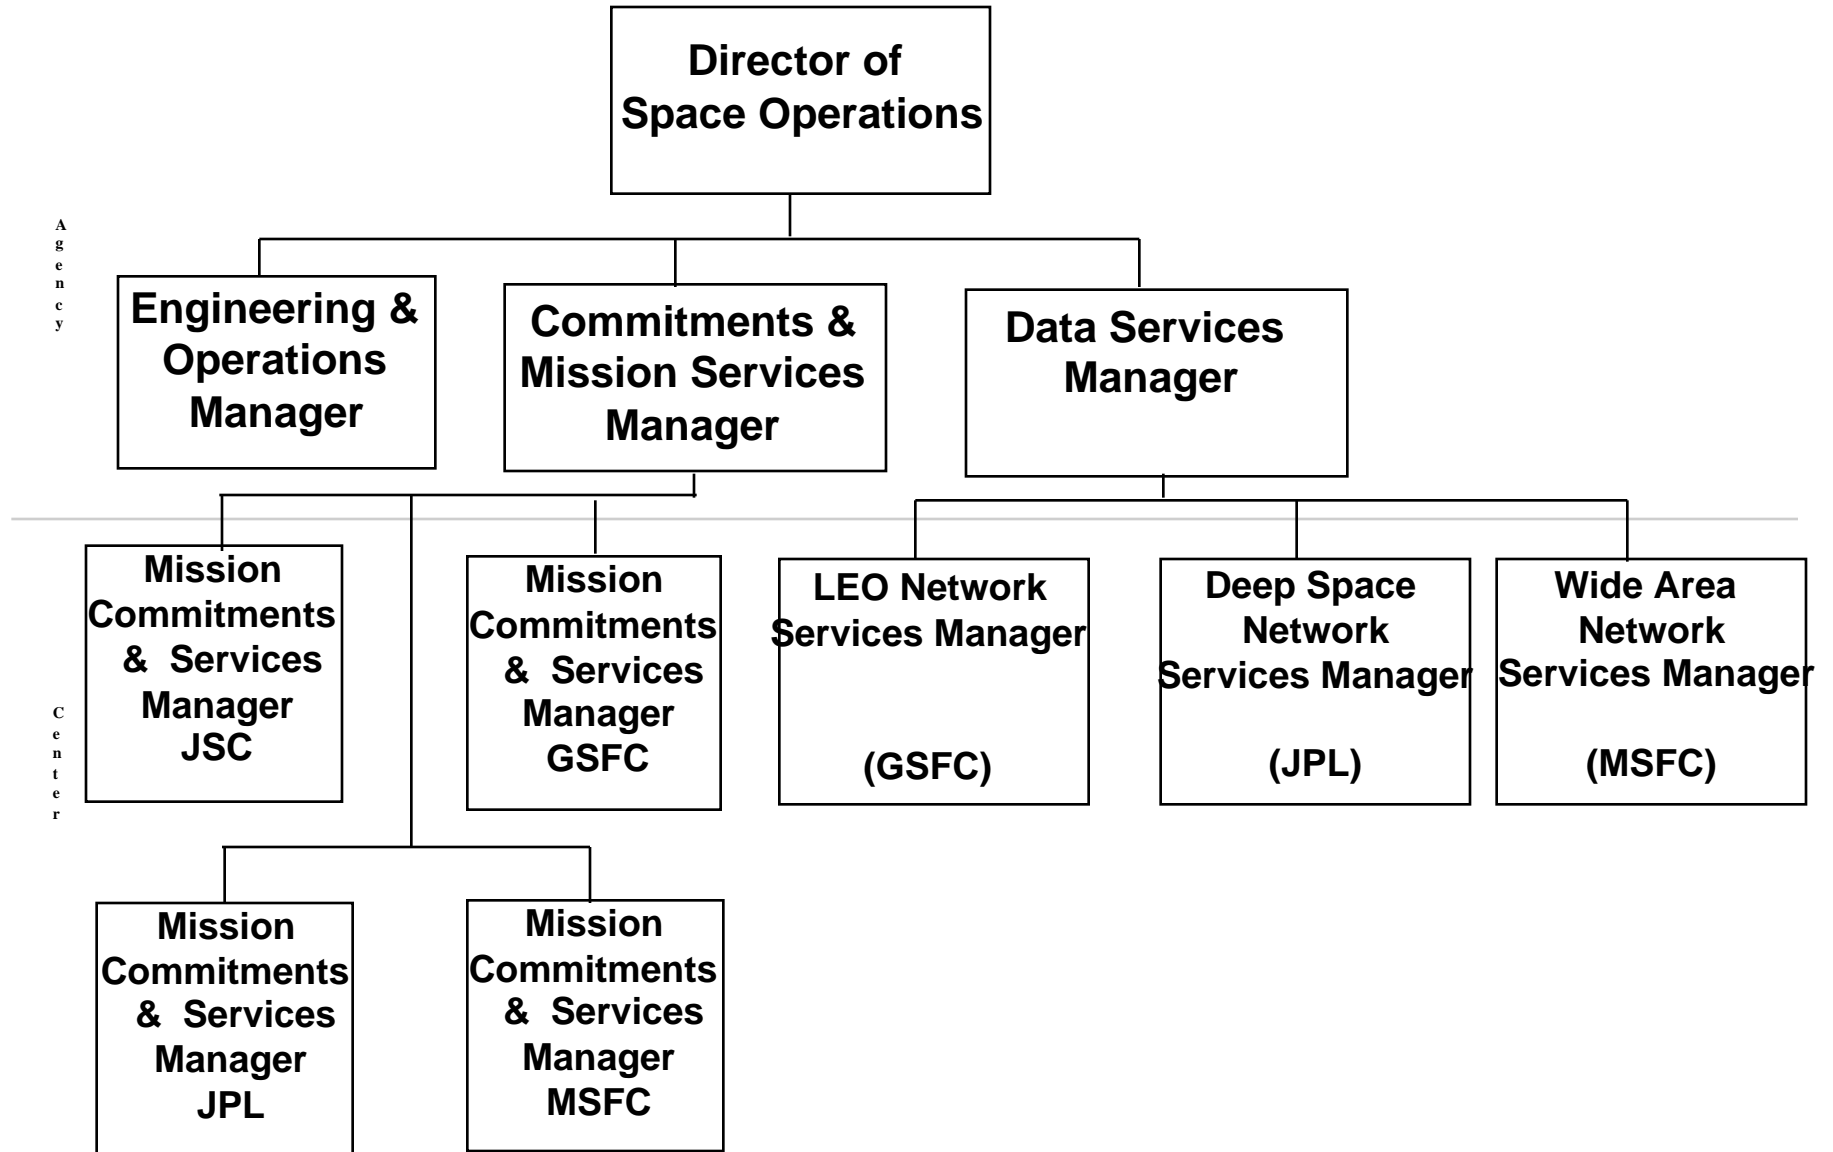 Director of
Space Operations
Agency
Engineering &
Operations
Manager
Commitments &
Mission Services
Manager
Data Services
Manager
Center
Mission
Commitments
& Services
Manager
JSC
Mission
Commitments
& Services
Manager
GSFC
LEO Network
Services Manager
(GSFC)
Deep Space
Network
Services Manager
(JPL)
Wide Area
Network
Services Manager
(MSFC)
Mission
Commitments
& Services
Manager
JPL
Mission
Commitments
& Services
Manager
MSFC